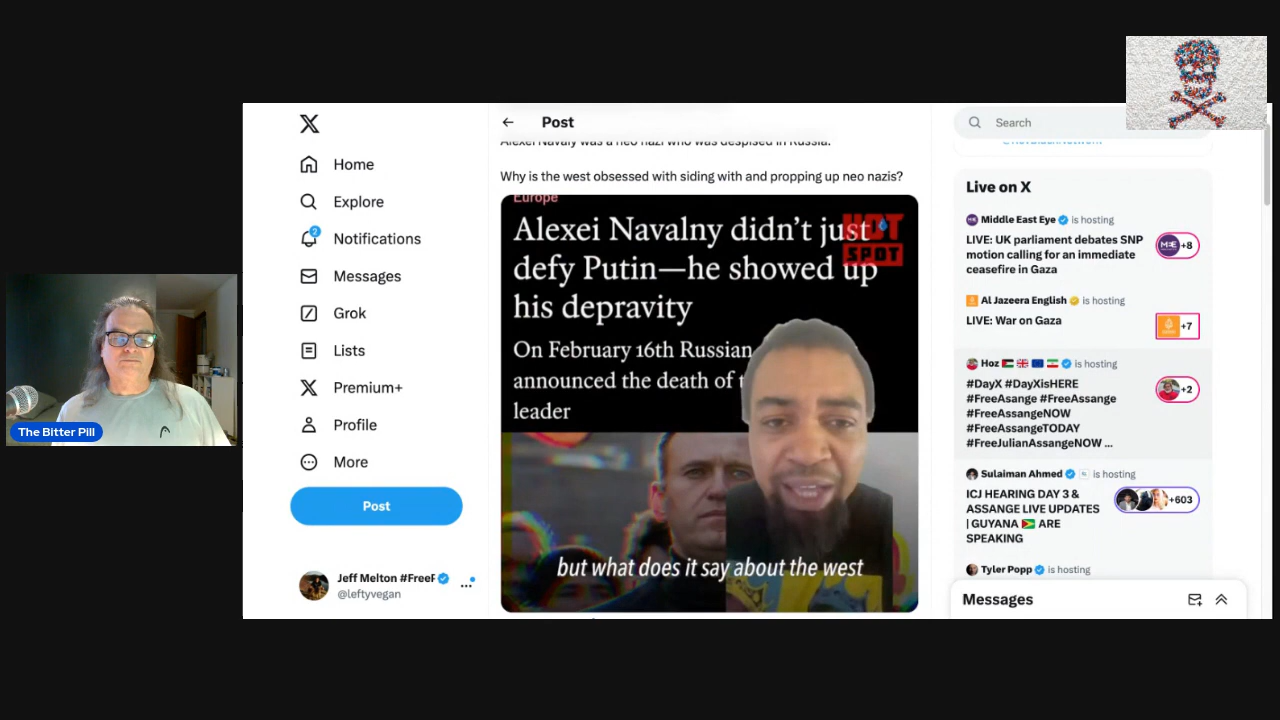 The Bitter Pill
Home
Explore
2
Notifications
Messages
Grok
Lists
Premium+
Profile
More
Post
Jeff Melton #FreeF
@leftyvegan
Post
Alexei Navaly was a neo nazi who was despised in Russia.
Why is the west obsessed with siding with and propping up neo nazis?
Europe
Alexei Navalny didn't just
defy Putin—he showed up
his depravity
On February 16th Russian
announced the death of t
leader
HOT
SPOT
but what does it say about the west
Search
Live on X
Middle East Eye is hosting
LIVE: UK parliament debates SNP
motion calling for an immediate
ceasefire in Gaza
MEE +8
Al Jazeera English is hosting
LIVE: War on Gaza
+7
Hoz is hosting
#DayX #DayXisHERE
#FreeAsange #FreeAssange
#FreeAssangeNOW
#FreeAssangeTODAY
#FreeJulianAssangeNOW ...
+2
Sulaiman Ahmed is hosting
ICJ HEARING DAY 3 &
ASSANGE LIVE UPDATES
| GUYANA ARE
SPEAKING
+603
Tyler Popp is hosting
Messages